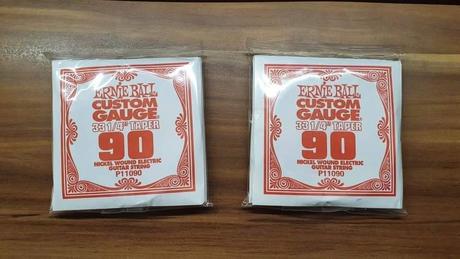 ERNIE BALL
CUSTOM
GAUGE®
33 1/4" TAPER
90
NICKEL WOUND ELECTRIC
GUITAR STRING
P11090
ERNIE BALL
CUSTOM
GAUGE®
33 1/4" TAPER
90
NICKEL WOUND ELECTRIC
GUITAR STRING
P11090